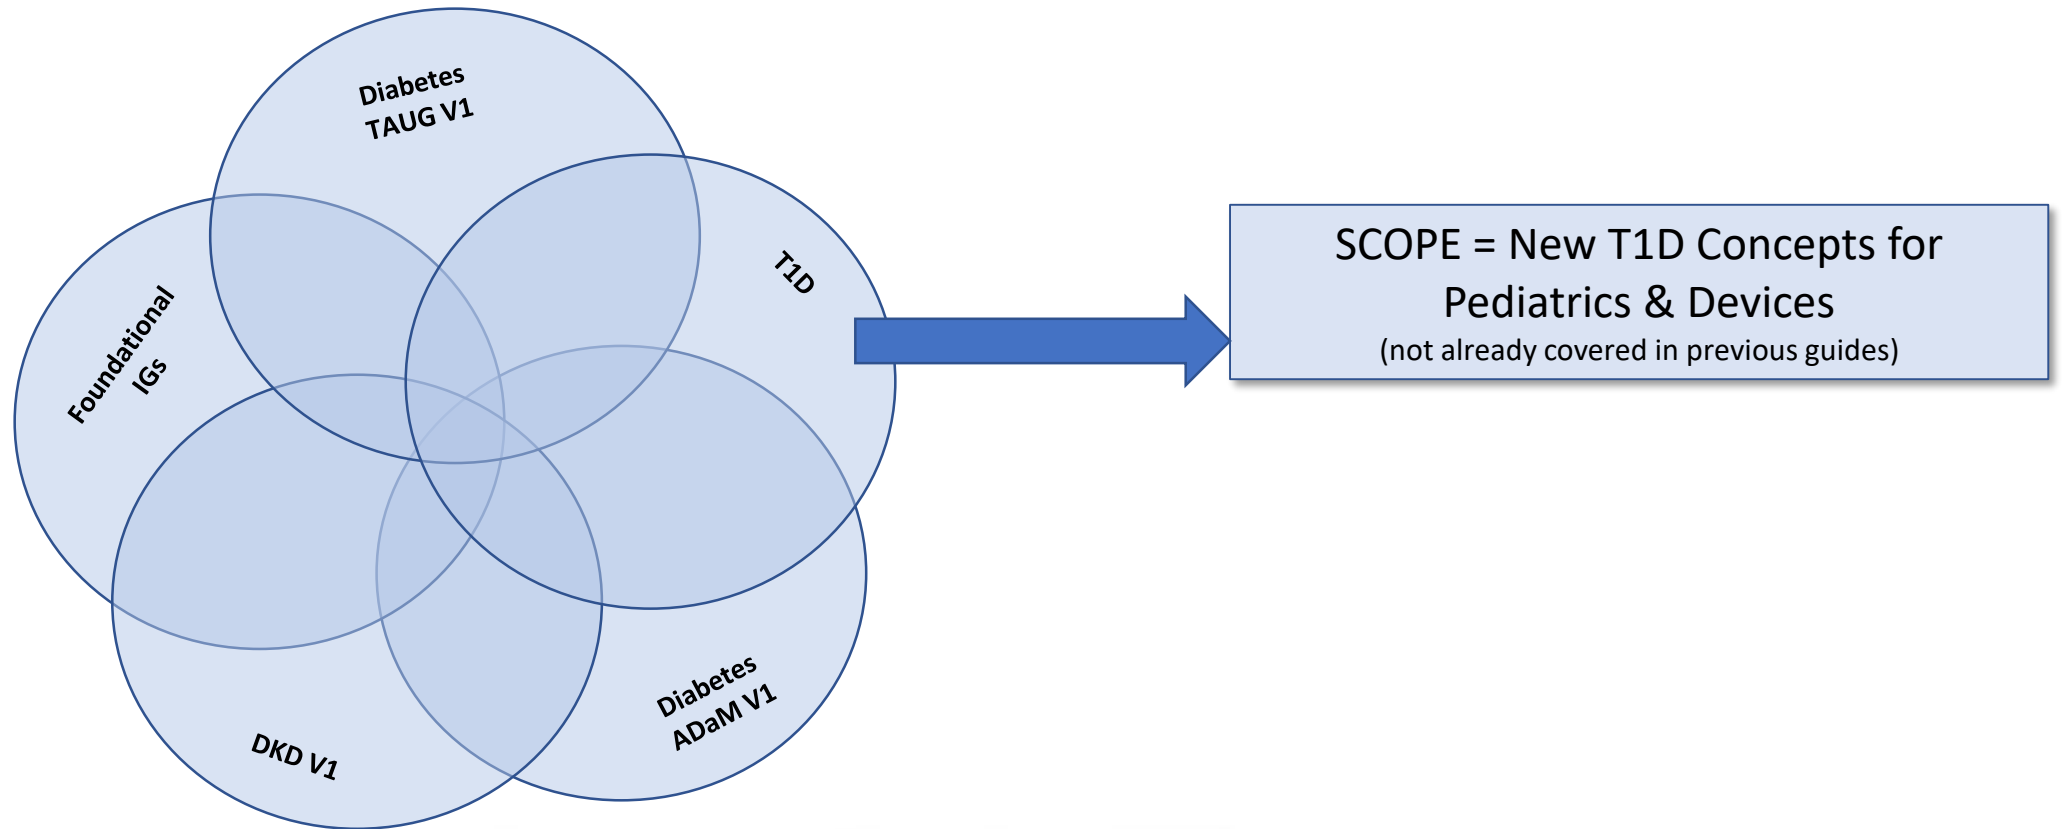 Diabetes
TAUG V1
T1D
Foundational
IGs
Diabetes
ADaM V1
DKD V1
SCOPE = New T1D Concepts for
Pediatrics & Devices
(not already covered in previous guides)